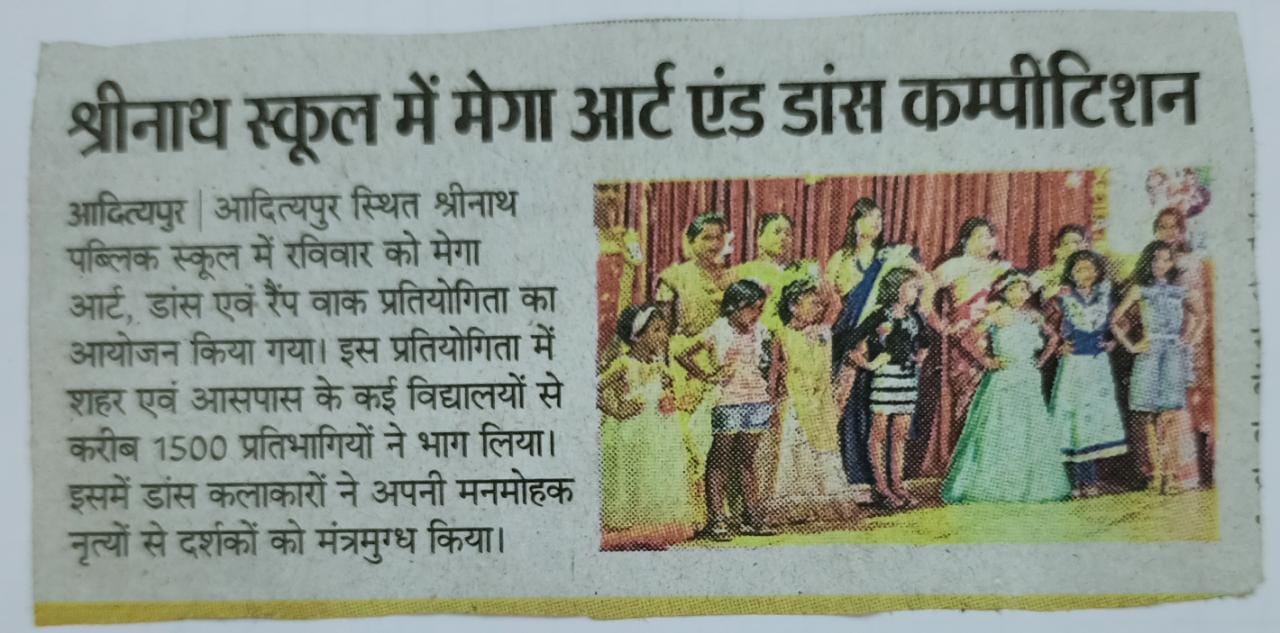 श्रीनाथ स्कूल में मेगा आर्ट एंड डांस कम्पीटिशन
आदित्यपुर | आदित्यपुर स्थित श्रीनाथ
पब्लिक स्कूल में रविवार को मेगा
आर्ट, डांस एवं रैंप वाक प्रतियोगिता का
आयोजन किया गया। इस प्रतियोगिता में
शहर एवं आसपास के कई विद्यालयों से
करीब 1500 प्रतिभागियों ने भाग लिया।
इसमें डांस कलाकारों ने अपनी मनमोहक
नृत्यों से दर्शकों को मंत्रमुग्ध किया।